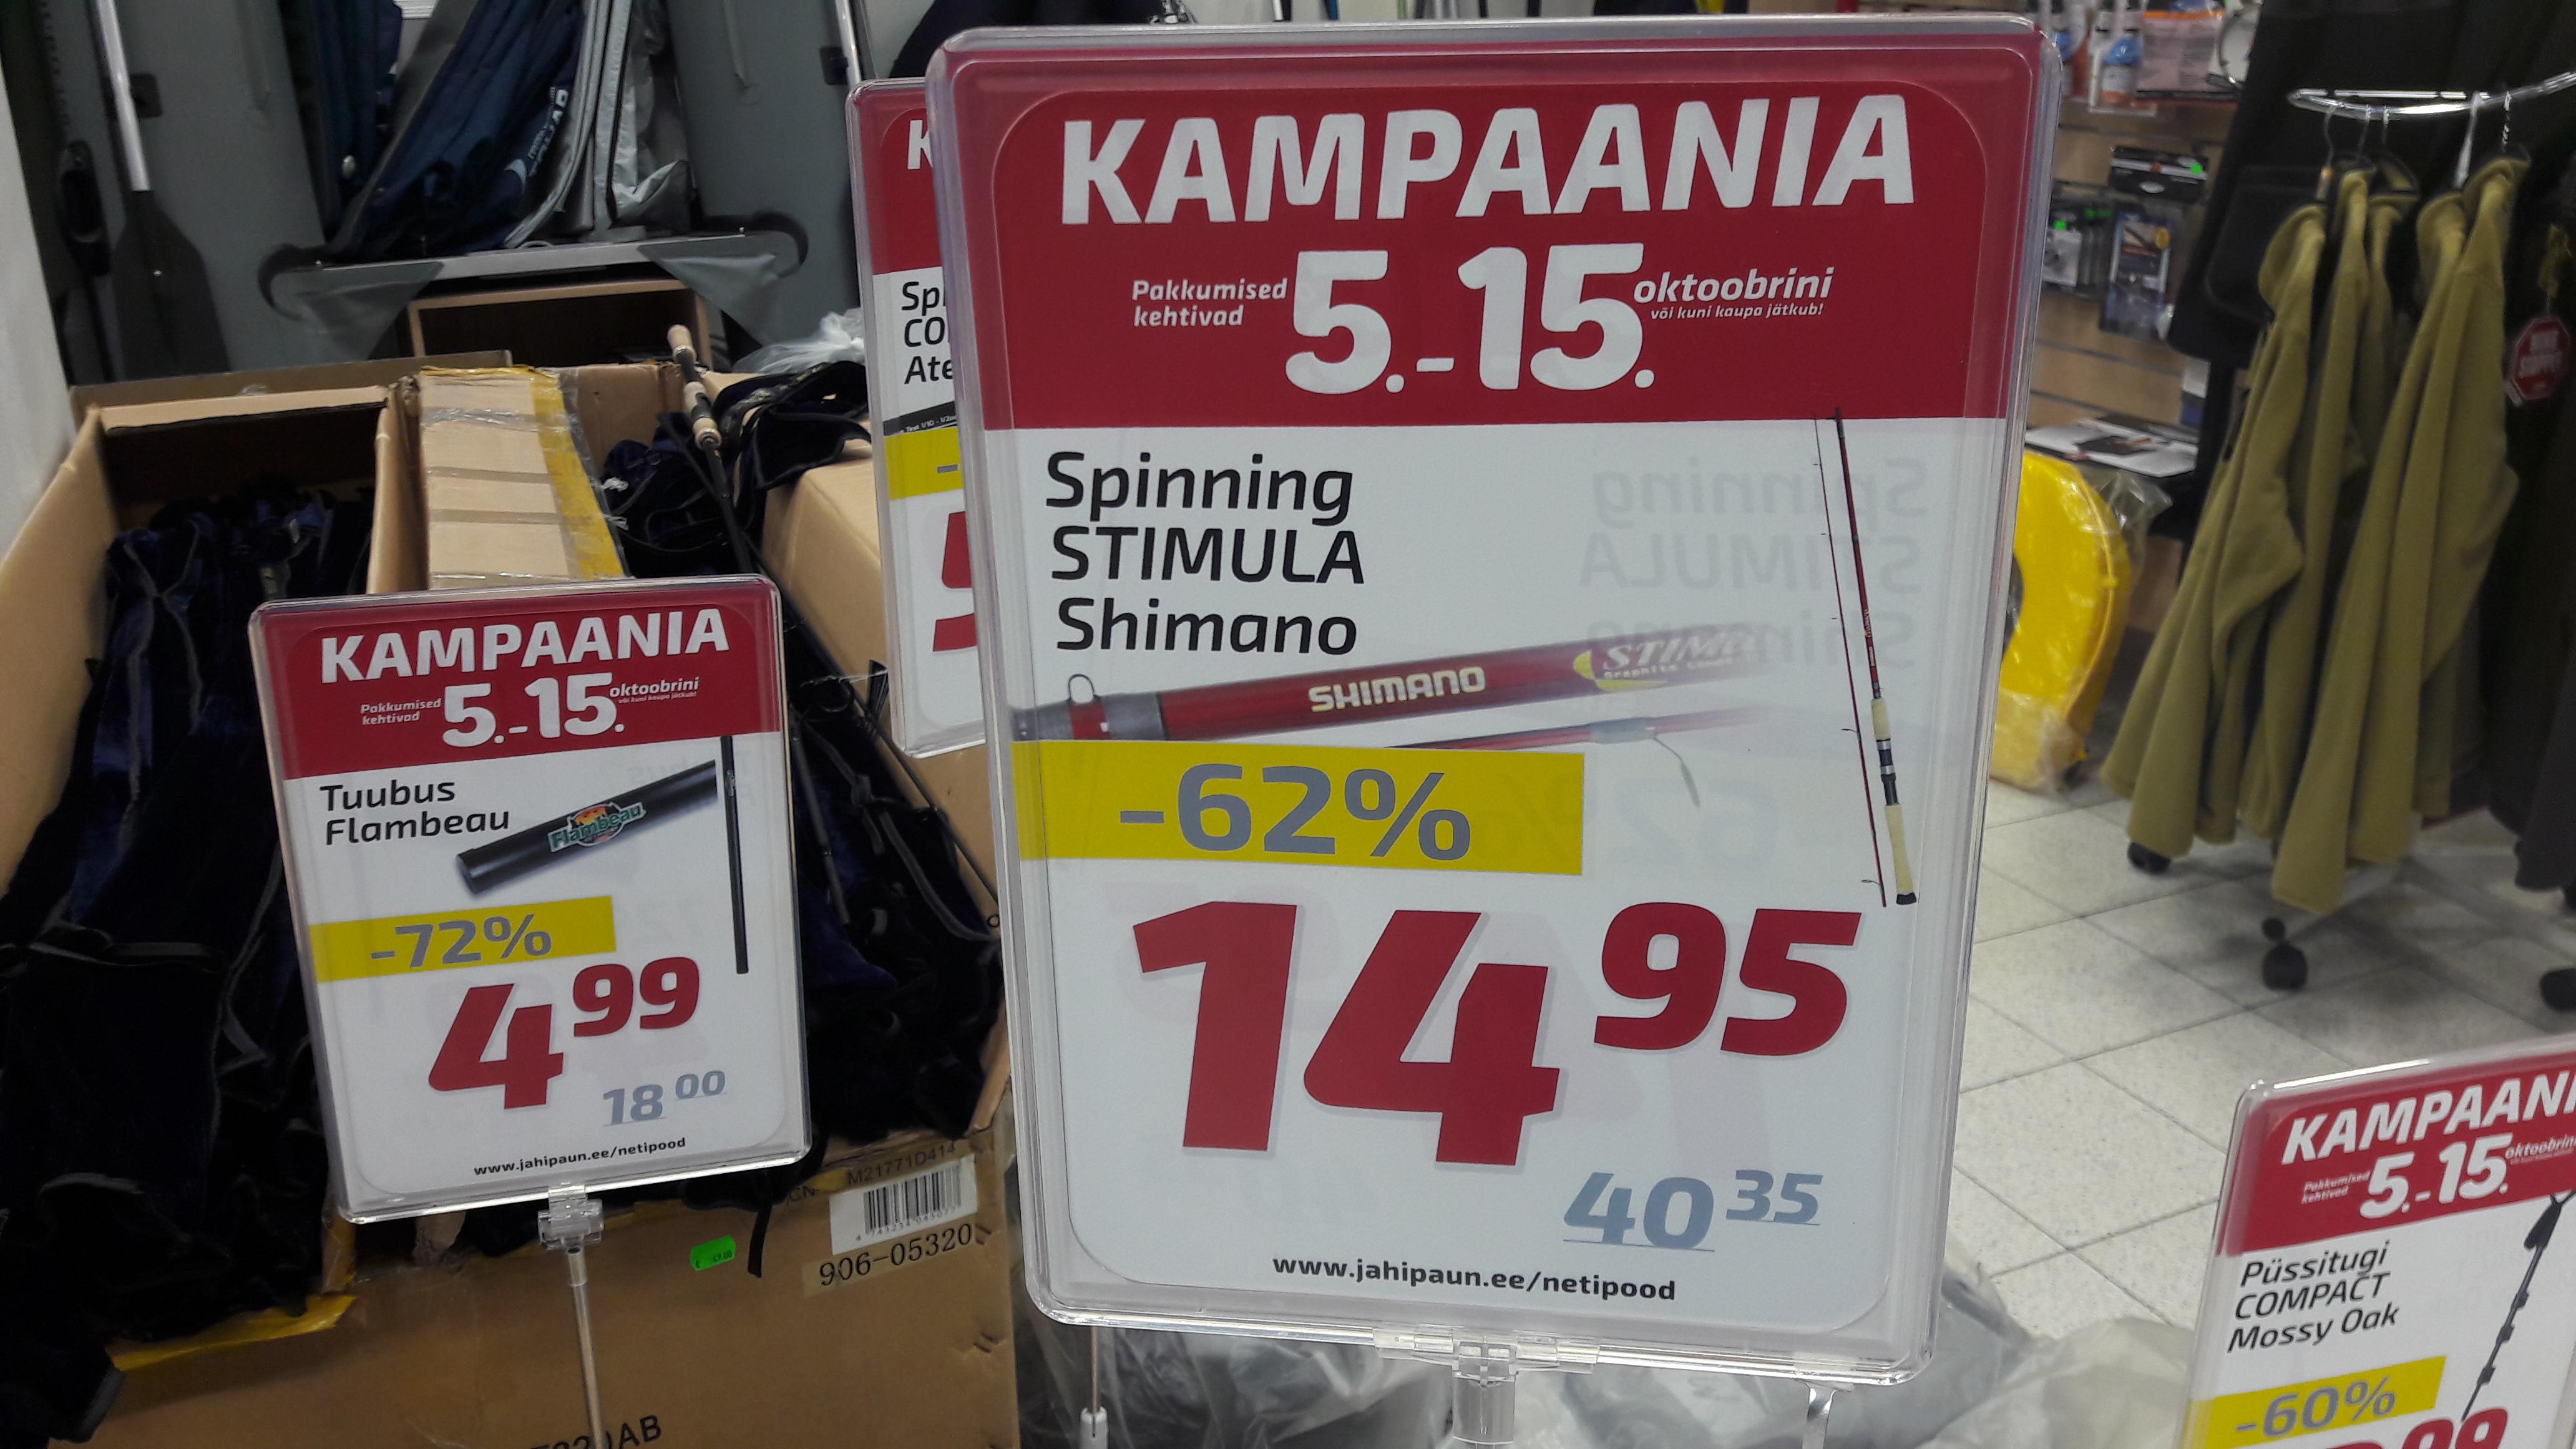 KAMPAANIA
Pakkumised
kehtivad
5.-15.
oktoobrini
või kuni kaupa jätkub!
Spinning
STIMULA
Shimano
SHIMANO
-62%
14 95
40 35
www.jahipaun.ee/netipood
KAMPAANIA
Pakkumised
kehtivad
5.-15.
oktoobrini
või kuni kaupa jätkub!
Tuubus
Flambeau
Flambeau
-72%
4 99
18 00
www.jahipaun.ee/netipood
M21771D414
906-05320
KAMPAANI
Pakkumised
kehtivad
5.-15.
oktoobrini
Püssitugi
COMPACT
Mossy Oak
-60%